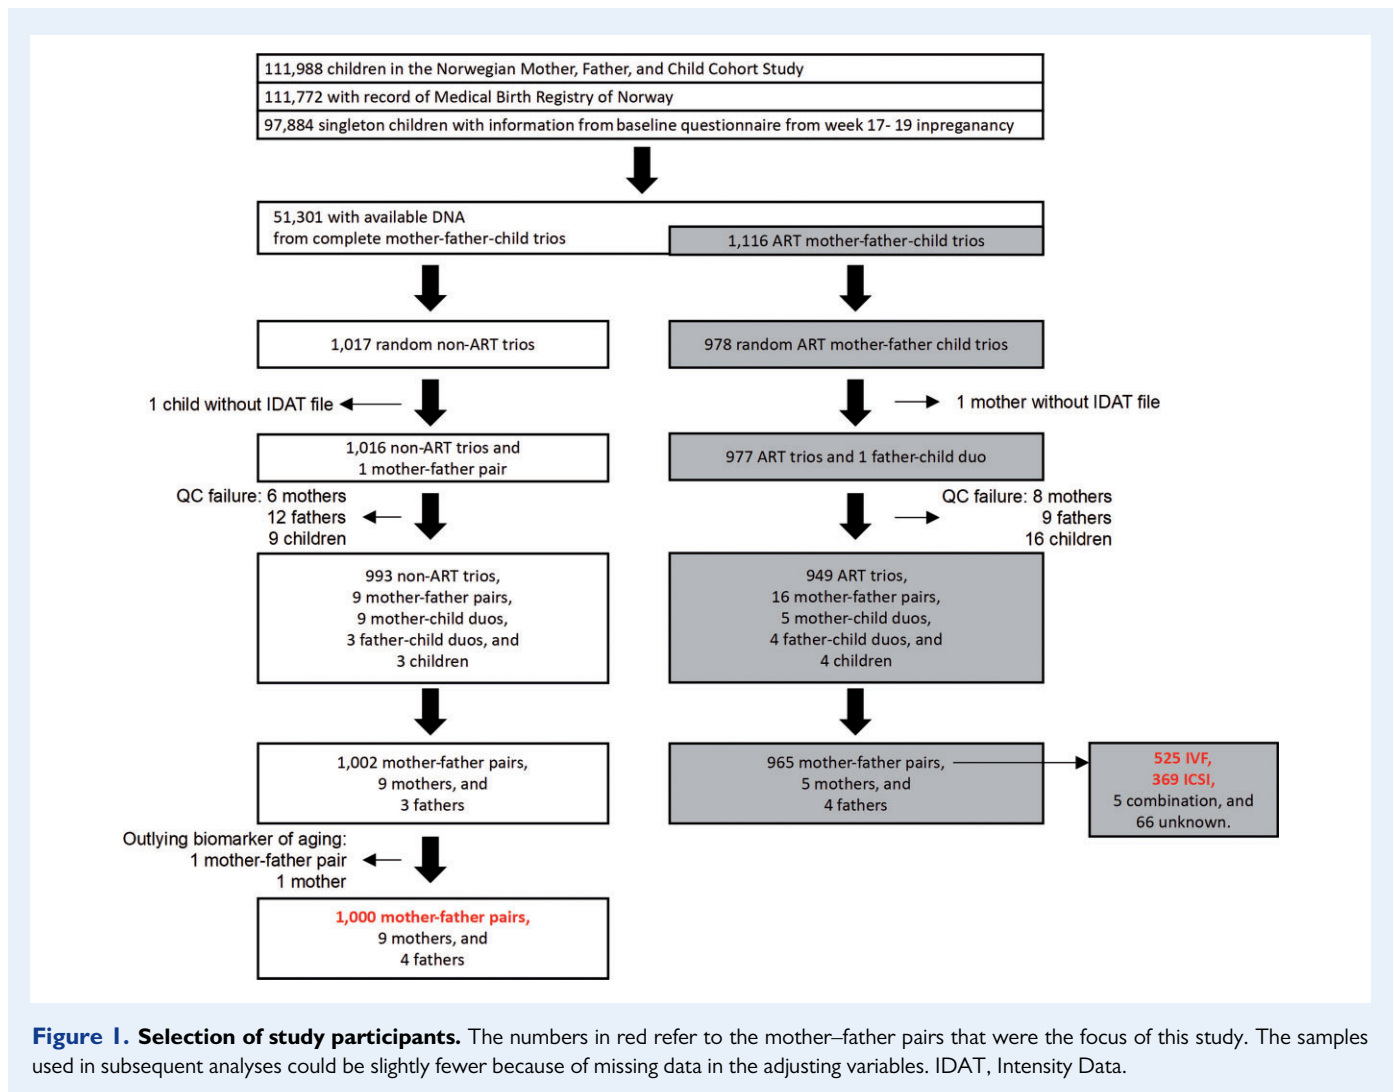 111,988 children in the Norwegian Mother, Father, and Child Cohort Study
111,772 with record of Medical Birth Registry of Norway
97,884 singleton children with information from baseline questionnaire from week 17- 19 inpreganancy
51,301 with available DNA
from complete mother-father-child trios
1,116 ART mother-father-child trios
1,017 random non-ART trios
978 random ART mother-father child trios
1 child without IDAT file
1 mother without IDAT file
1,016 non-ART trios and
1 mother-father pair
977 ART trios and 1 father-child duo
QC failure: 6 mothers
12 fathers
9 children
QC failure: 8 mothers
9 fathers
16 children
993 non-ART trios,
9 mother-father pairs,
9 mother-child duos,
3 father-child duos, and
3 children
949 ART trios,
16 mother-father pairs,
5 mother-child duos,
4 father-child duos, and
4 children
1,002 mother-father pairs,
9 mothers, and
3 fathers
965 mother-father pairs,
5 mothers, and
4 fathers
525 IVF,
369 ICSI,
5 combination, and
66 unknown.
Outlying biomarker of aging:
1 mother-father pair
1 mother
1,000 mother-father pairs,
9 mothers, and
4 fathers
Figure 1. Selection of study participants. The numbers in red refer to the mother–father pairs that were the focus of this study. The samples
used in subsequent analyses could be slightly fewer because of missing data in the adjusting variables. IDAT, Intensity Data.